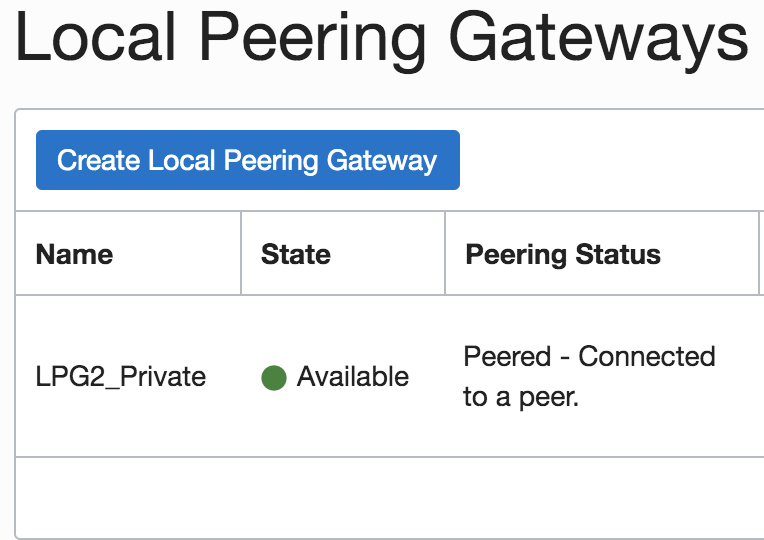 Local Peering Gateways
Create Local Peering Gateway
Name State Peering Status
LPG2_Private Available Peered - Connected
to a peer.